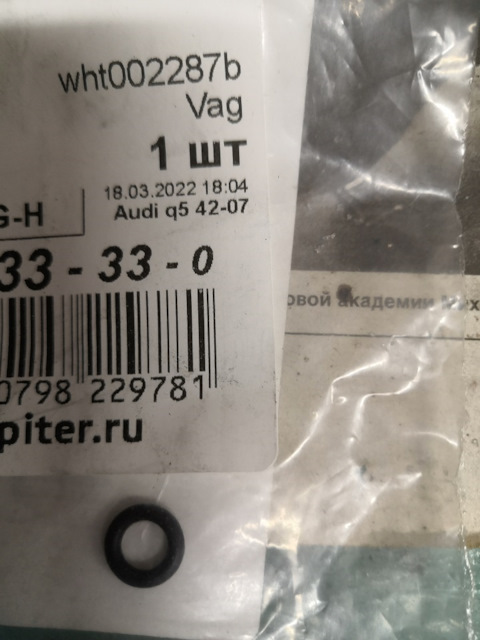 wht002287b
Vag
1 шт
18.03.2022 18:04
G-H
Audi q5 42-07
33 - 33 - 0
0798 229781
piter.ru
овой академии